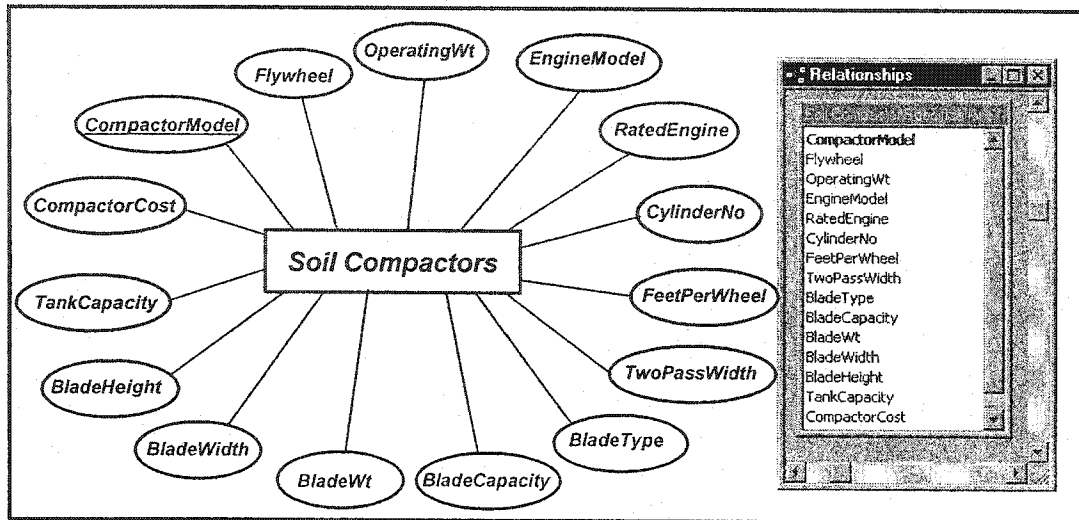 OperatingWt
EngineModel
Flywheel
CompactorModel
RatedEngine
CompactorCost
CylinderNo
Soil Compactors
TankCapacity
FeetPerWheel
BladeHeight
TwoPassWidth
BladeWidth
BladeType
BladeWt
BladeCapacity
Relationships
CompactorModel
Flywheel
OperatingWt
EngineModel
RatedEngine
CylinderNo
FeetPerWheel
TwoPassWidth
BladeType
BladeCapacity
BladeWt
BladeWidth
BladeHeight
TankCapacity
CompactorCost